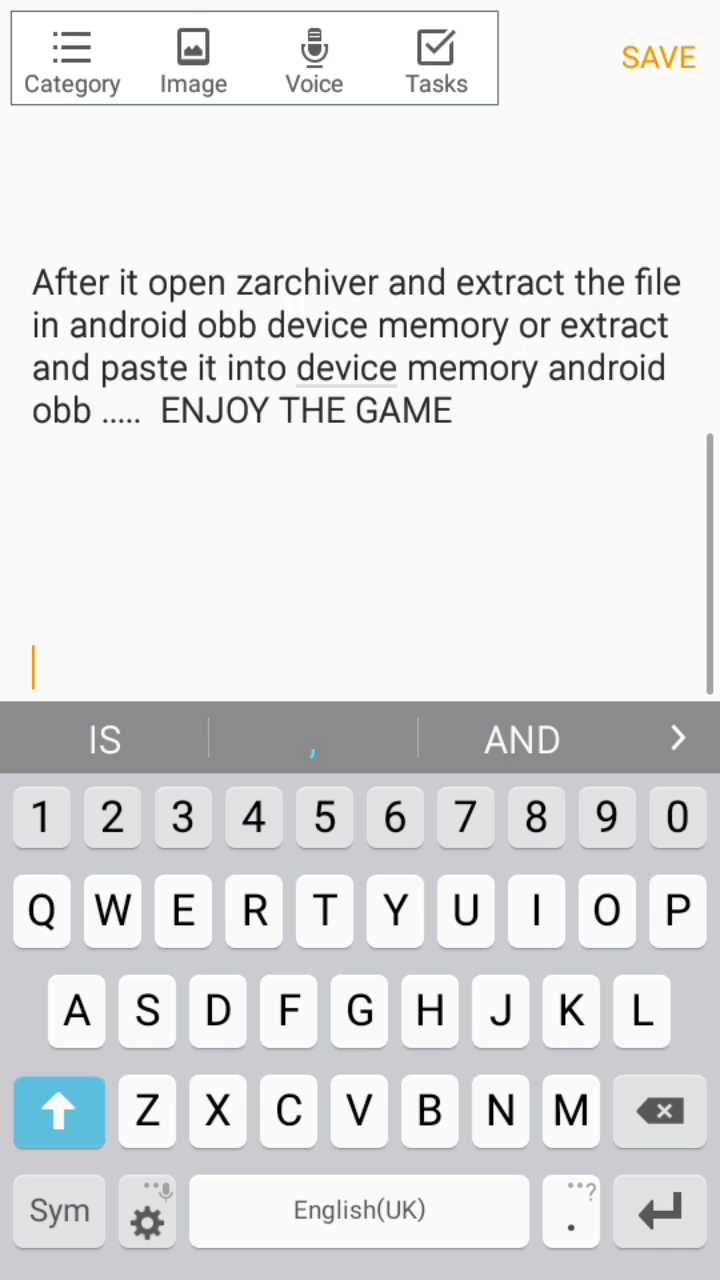 Category Image Voice Tasks SAVE
After it open zarchiver and extract the file
in android obb device memory or extract
and paste it into device memory android
obb ..... ENJOY THE GAME
IS , AND
1 2 3 4 5 6 7 8 9 0
Q W E R T Y U I O P
A S D F G H J K L
Z X C V B N M
Sym English(UK) . ?